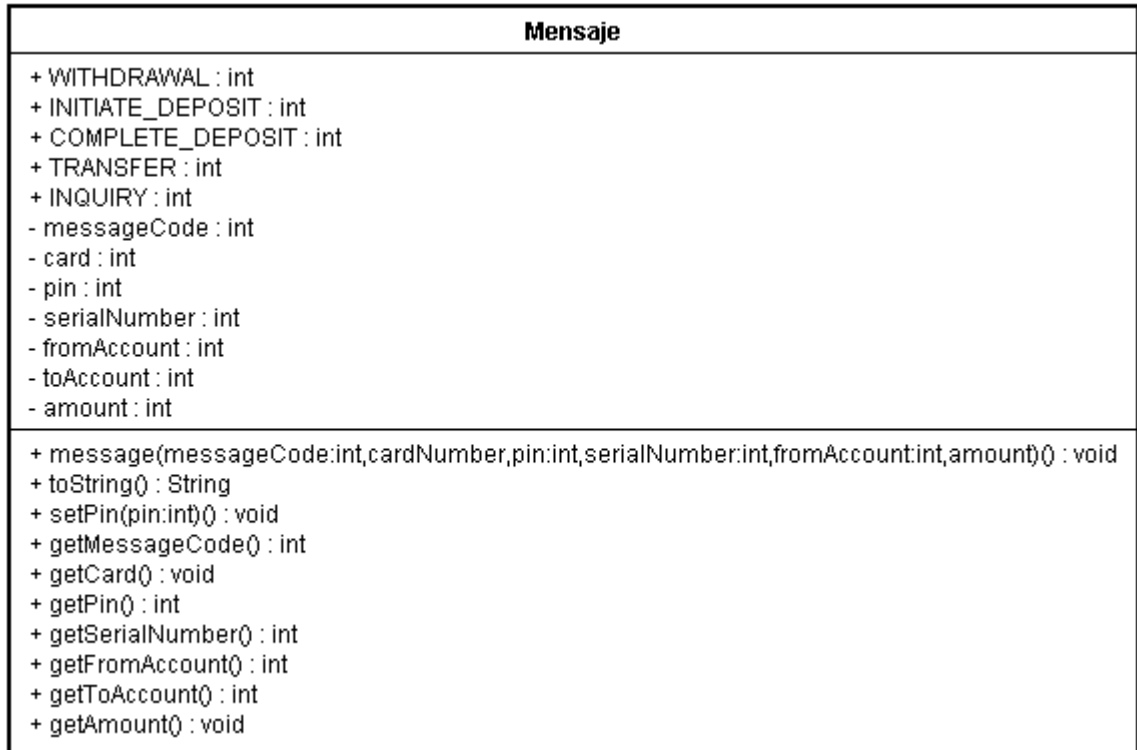 Mensaje
+ WITHDRAWAL : int
+ INITIATE_DEPOSIT : int
+ COMPLETE_DEPOSIT : int
+ TRANSFER : int
+ INQUIRY : int
- messageCode : int
- card : int
- pin : int
- serialNumber : int
- fromAccount : int
- toAccount : int
- amount : int
+ message(messageCode:int,cardNumber,pin:int,serialNumber:int,fromAccount:int,amount)() : void
+ toString() : String
+ setPin(pin:int)() : void
+ getMessageCode() : int
+ getCard() : void
+ getPin() : int
+ getSerialNumber() : int
+ getFromAccount() : int
+ getToAccount() : int
+ getAmount() : void